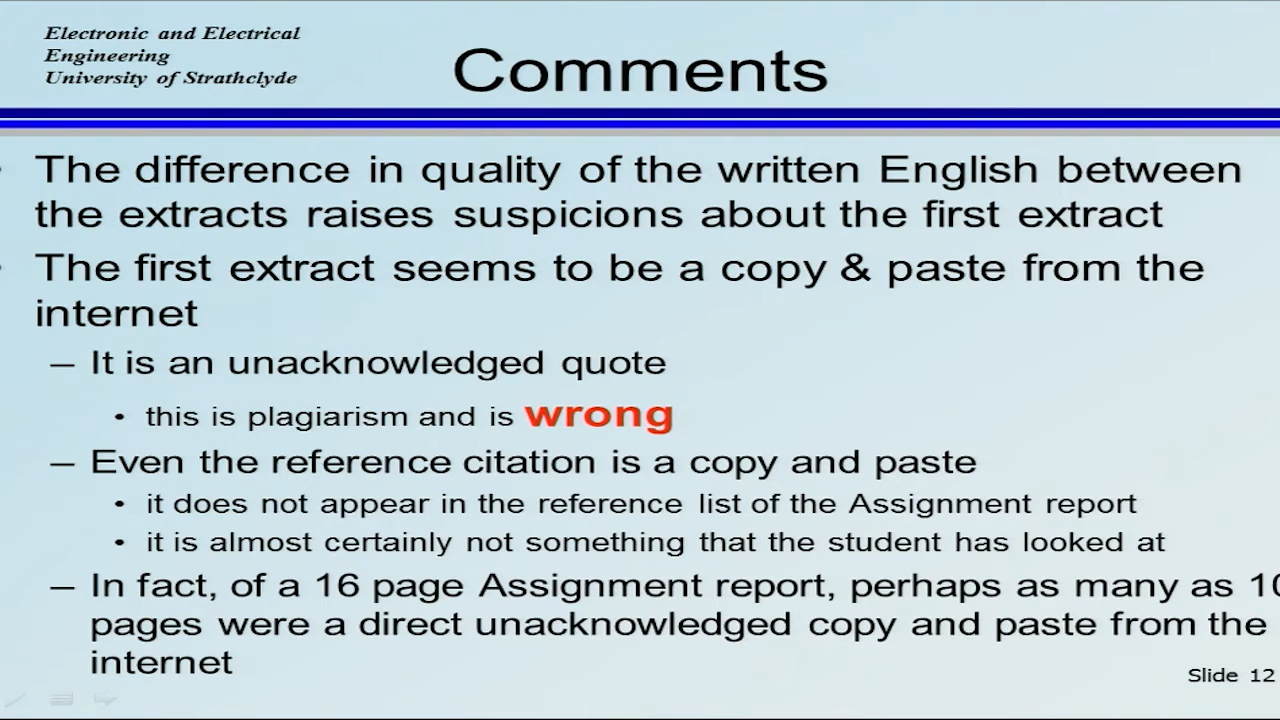 Electronic and Electrical
Engineering
University of Strathclyde
Comments
• The difference in quality of the written English between
the extracts raises suspicions about the first extract
• The first extract seems to be a copy & paste from the
internet
– It is an unacknowledged quote
• this is plagiarism and is wrong
– Even the reference citation is a copy and paste
• it does not appear in the reference list of the Assignment report
• it is almost certainly not something that the student has looked at
– In fact, of a 16 page Assignment report, perhaps as many as 10
pages were a direct unacknowledged copy and paste from the
internet
Slide 12